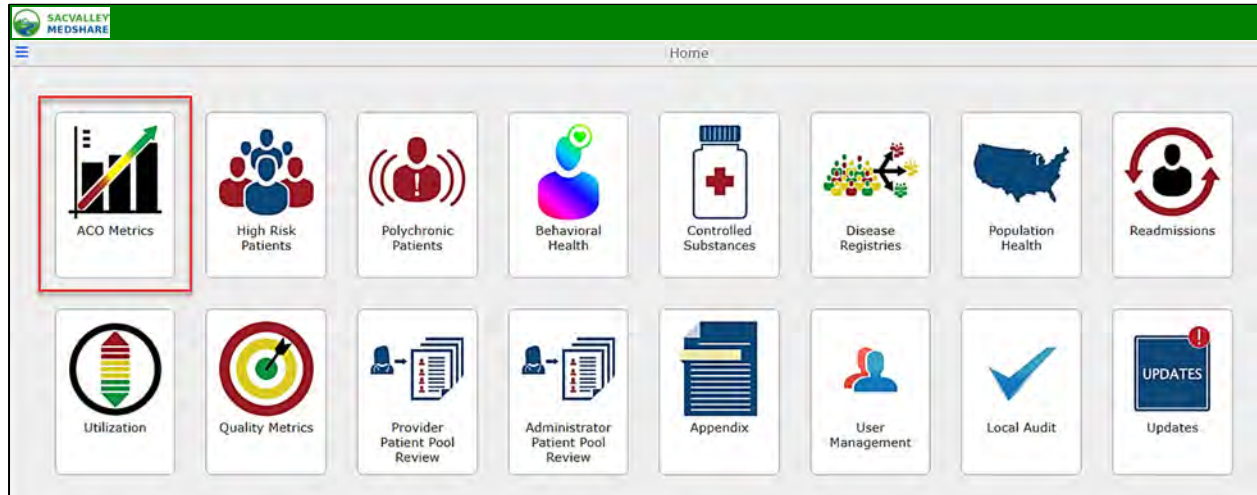 SACVALLEY
MEDSHARE
Home
ACO Metrics
High Risk
Patients
Polychronic
Patients
Behavioral
Health
Controlled
Substances
Disease
Registries
Population
Health
Readmissions
Utilization
Quality Metrics
Provider
Patient Pool
Review
Administrator
Patient Pool
Review
Appendix
User
Management
Local Audit
UPDATES
Updates